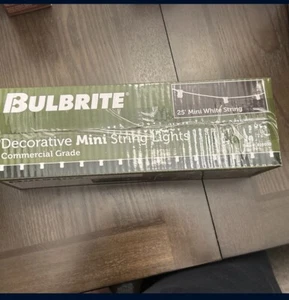 BULBRITE
25' Mini White String
Decorative Mini String Lights
Commercial Grade